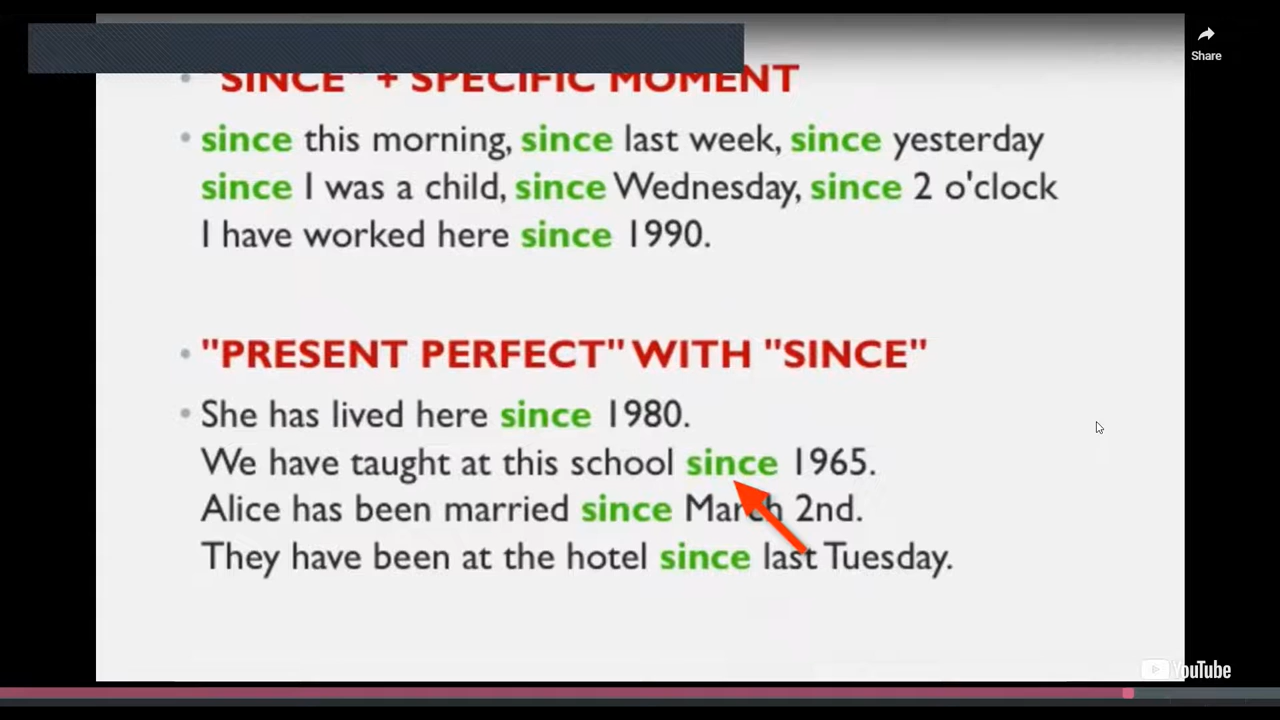 Share
"SINCE" + SPECIFIC MOMENT
since this morning, since last week, since yesterday
since I was a child, since Wednesday, since 2 o'clock
I have worked here since 1990.
"PRESENT PERFECT" WITH "SINCE"
She has lived here since 1980.
We have taught at this school since 1965.
Alice has been married since March 2nd.
They have been at the hotel since last Tuesday.
YouTube